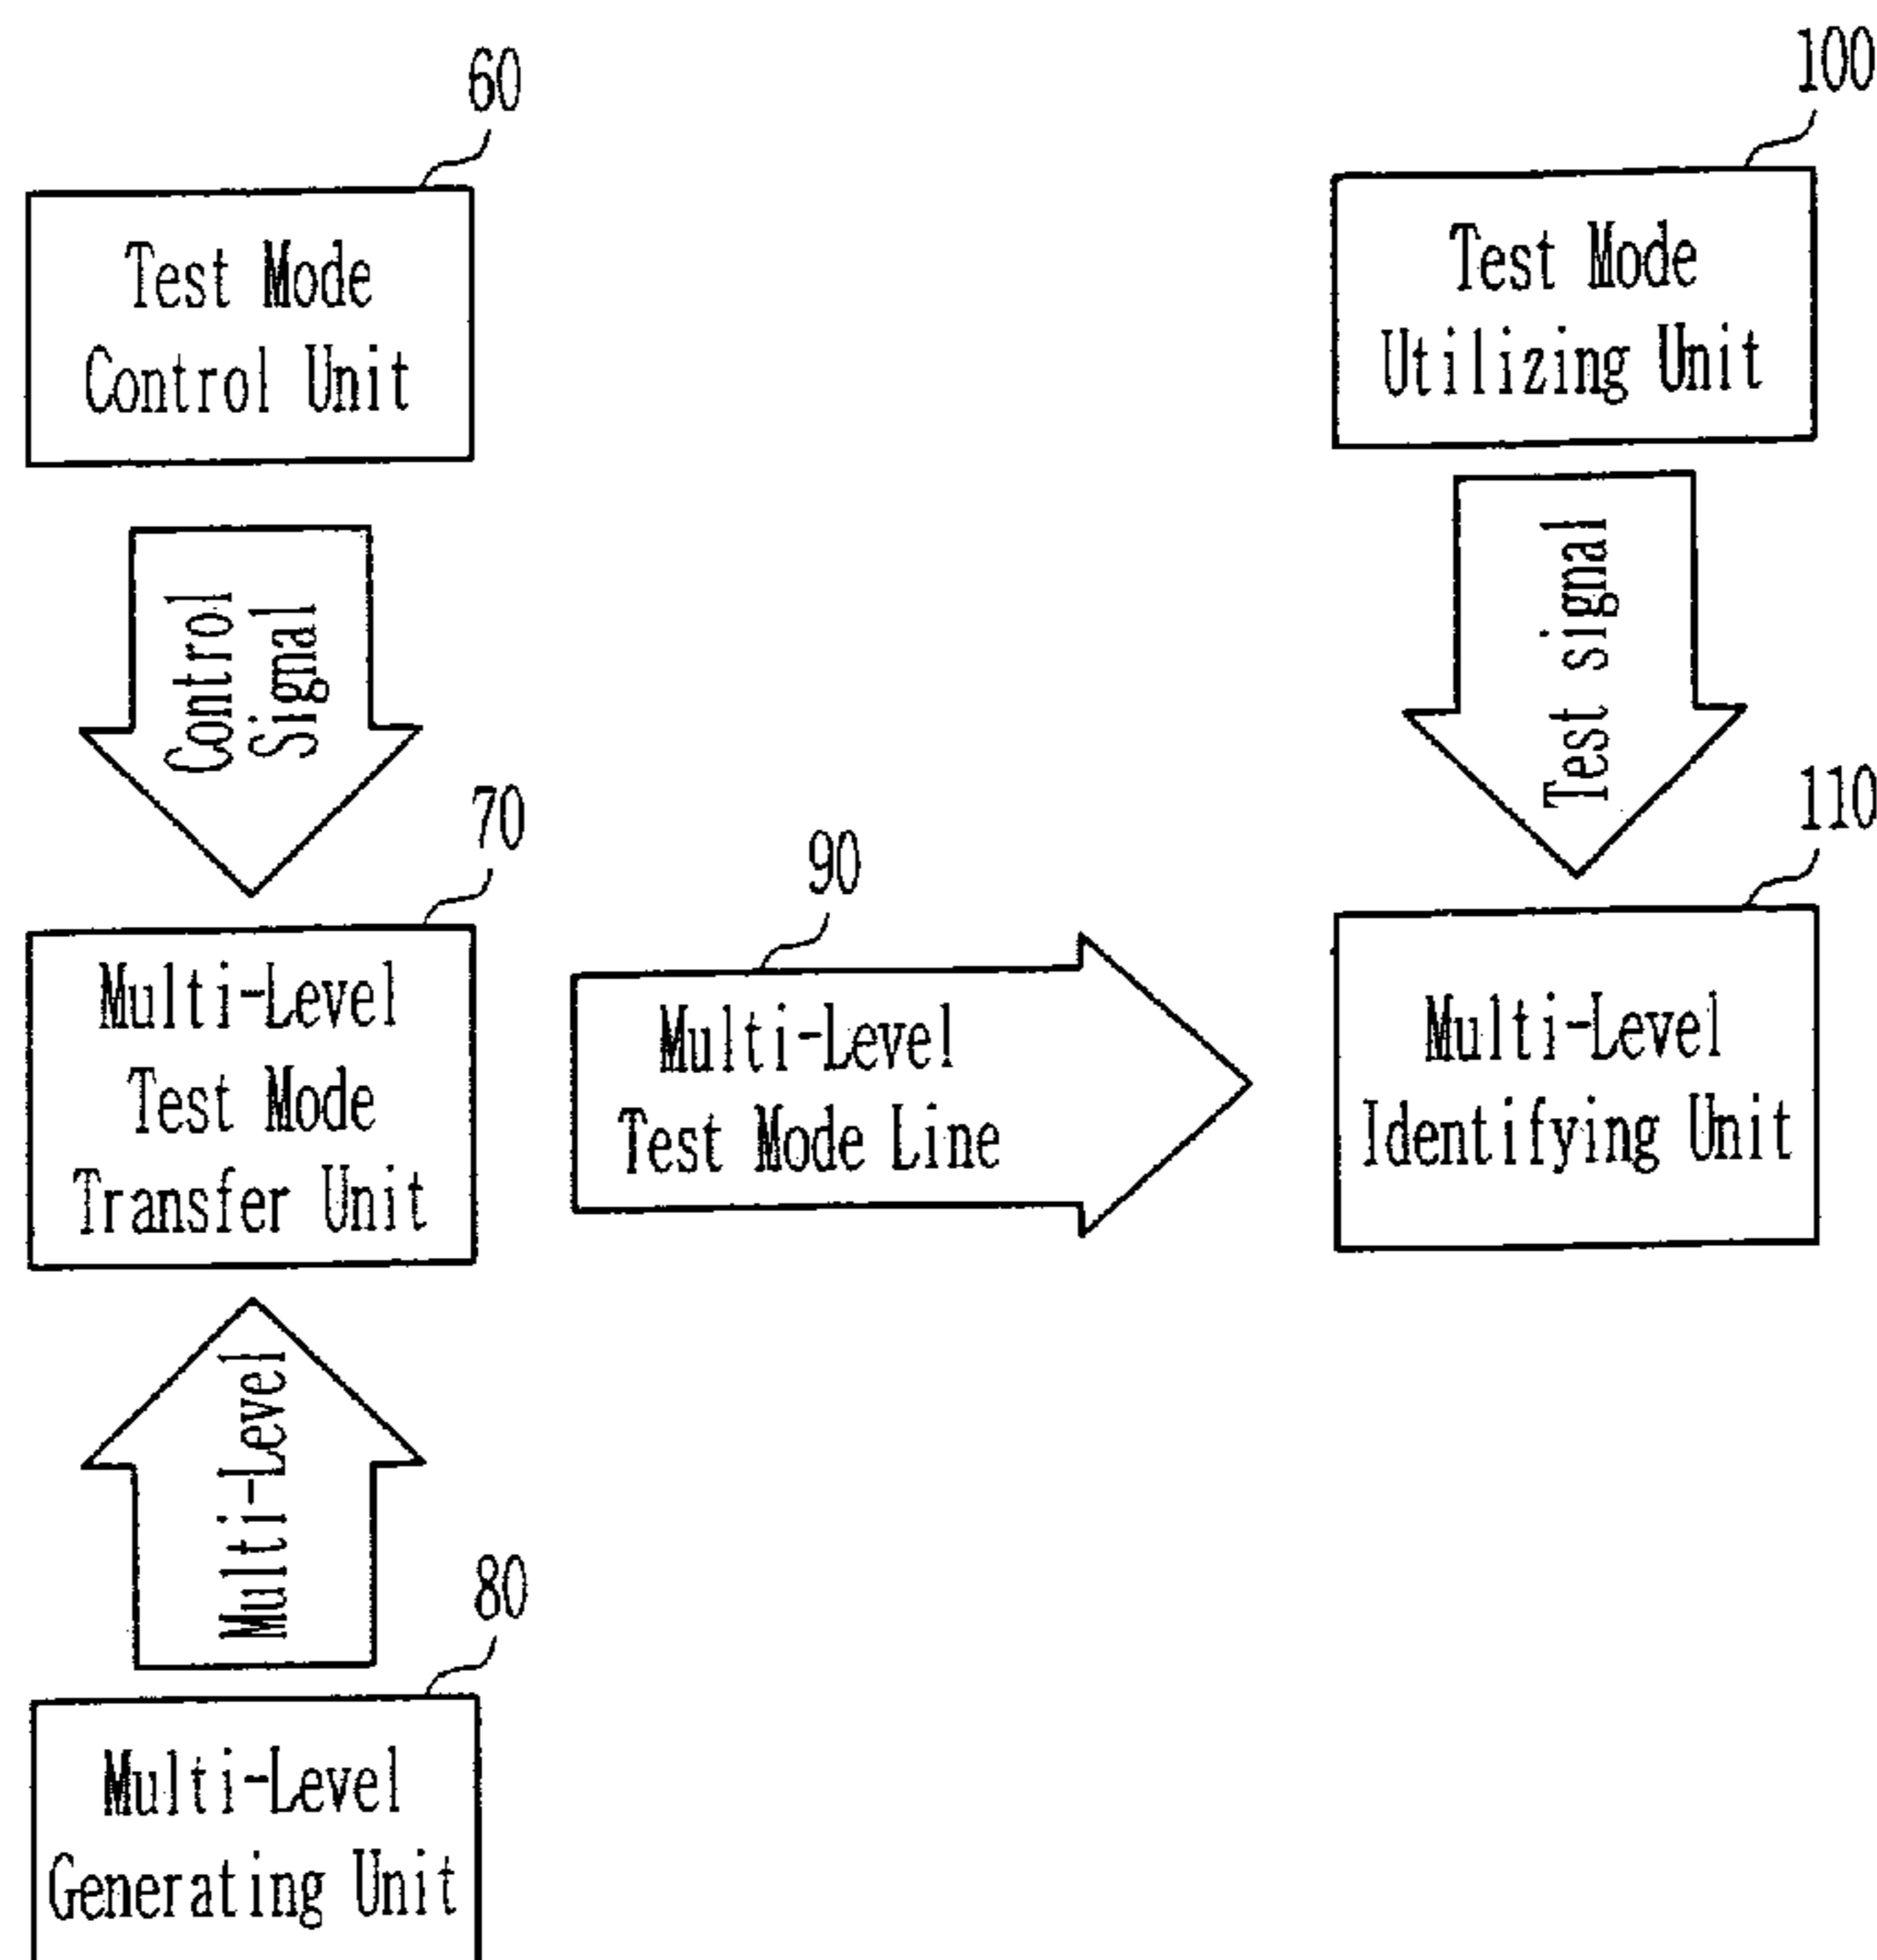 60
Test Mode
Control Unit
Control
Signal
70
Multi-Level
Test Mode
Transfer Unit
Multi-Level
80
Multi-Level
Generating Unit
90
Multi-Level
Test Mode Line
100
Test Mode
Utilizing Unit
Test signal
110
Multi-Level
Identifying Unit